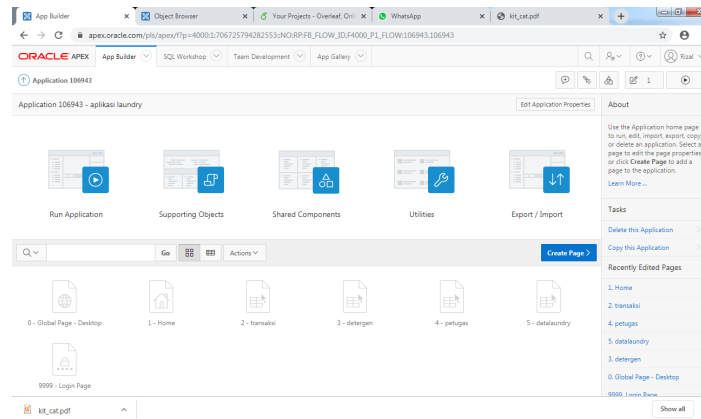 App Builder
Object Browser
Your Projects - Overleaf, Onli
WhatsApp
kit_cat.pdf
apex.oracle.com/pls/apex/f?p=4000:1:706725794282553::NO:RP:FB_FLOW_ID,F4000_P1_FLOW:106943,106943
ORACLE APEX
App Builder
SQL Workshop
Team Development
App Gallery
Rizal
Application 106943
1
Application 106943 - aplikasi laundry
Edit Application Properties
About
Use the Application home page
to run, edit, import, export, copy,
or delete an application. Select a
page to edit the page properties
or click Create Page to add a
page to the application.
Learn More ...
Run Application
Supporting Objects
Shared Components
Utilities
Export / Import
Tasks
Delete this Application
Copy this Application
Go
Actions
Create Page
Recently Edited Pages
1. Home
2. transaksi
4. petugas
5. datalaundry
3. detergen
0. Global Page - Desktop
9999. Login Page
0 - Global Page - Desktop
1 - Home
2 - transaksi
3 - detergen
4 - petugas
5 - datalaundry
9999 - Login Page
kit_cat.pdf
Show all